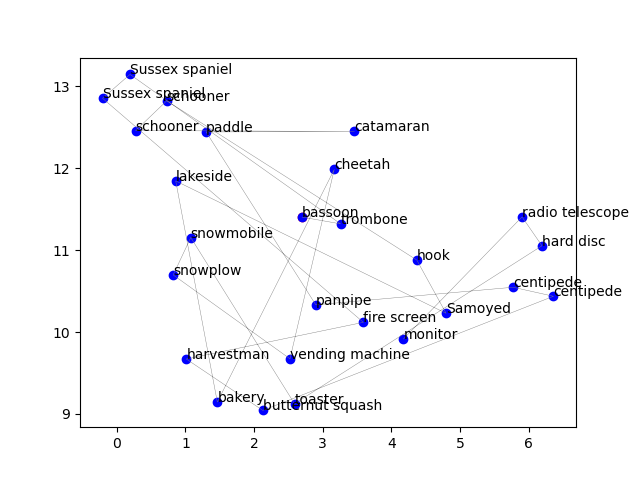 13
12
11
10
9
0 1 2 3 4 5 6
Sussex spaniel
Sussex spaniel
schooner
schooner
paddle
catamaran
cheetah
lakeside
bassoon
trombone
radio telescope
snowmobile
hard disc
hook
snowplow
centipede
centipede
panpipe
Samoyed
fire screen
monitor
harvestman
vending machine
bakery
toaster
butternut squash